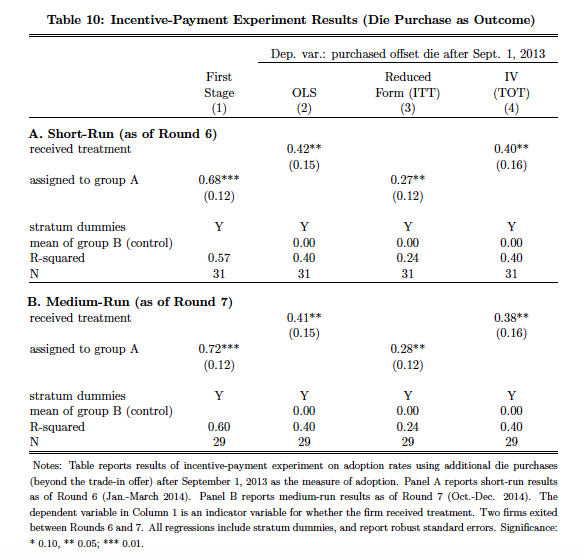 Table 10: Incentive-Payment Experiment Results (Die Purchase as Outcome)
Dep. var.: purchased offset die after Sept. 1, 2013
First Stage (1) OLS (2) Reduced Form (ITT) (3) IV (TOT) (4)
A. Short-Run (as of Round 6)
received treatment 0.42** 0.40**
(0.15) (0.16)
assigned to group A 0.68*** 0.27**
(0.12) (0.12)
stratum dummies Y Y Y Y
mean of group B (control) 0.00 0.00 0.00
R-squared 0.57 0.40 0.24 0.40
N 31 31 31 31
B. Medium-Run (as of Round 7)
received treatment 0.41** 0.38**
(0.15) (0.16)
assigned to group A 0.72*** 0.28**
(0.12) (0.12)
stratum dummies Y Y Y Y
mean of group B (control) 0.00 0.00 0.00
R-squared 0.60 0.40 0.24 0.40
N 29 29 29 29
Notes: Table reports results of incentive-payment experiment on adoption rates using additional die purchases
(beyond the trade-in offer) after September 1, 2013 as the measure of adoption. Panel A reports short-run results
as of Round 6 (Jan.-March 2014). Panel B reports medium-run results as of Round 7 (Oct.-Dec. 2014). The
dependent variable in Column 1 is an indicator variable for whether the firm received treatment. Two firms exited
between Rounds 6 and 7. All regressions include stratum dummies, and report robust standard errors. Significance:
* 0.10, ** 0.05; *** 0.01.